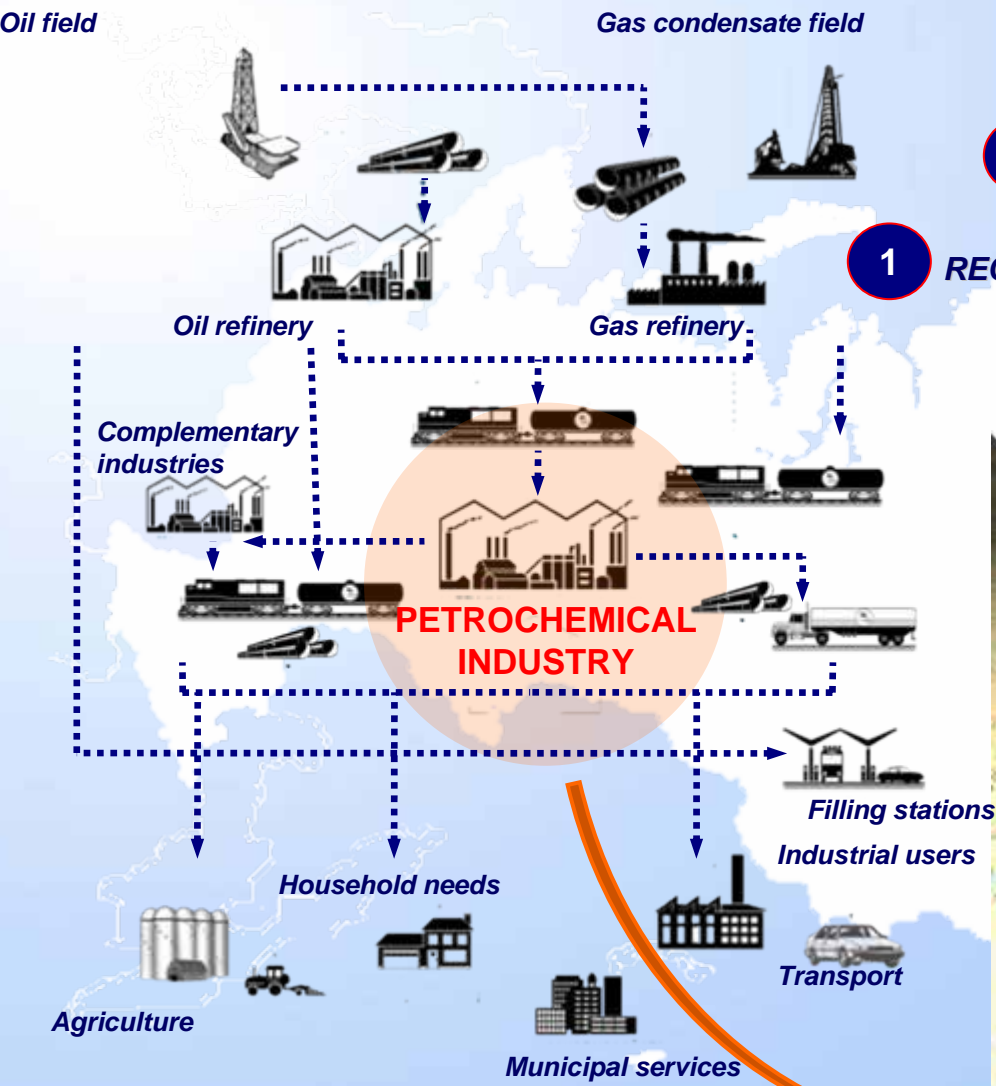 Oil field
Gas condensate field
1
Oil refinery
Gas refinery
Complementary
industries
PETROCHEMICAL
INDUSTRY
Filling stations
Industrial users
Household needs
Transport
Agriculture
Municipal services